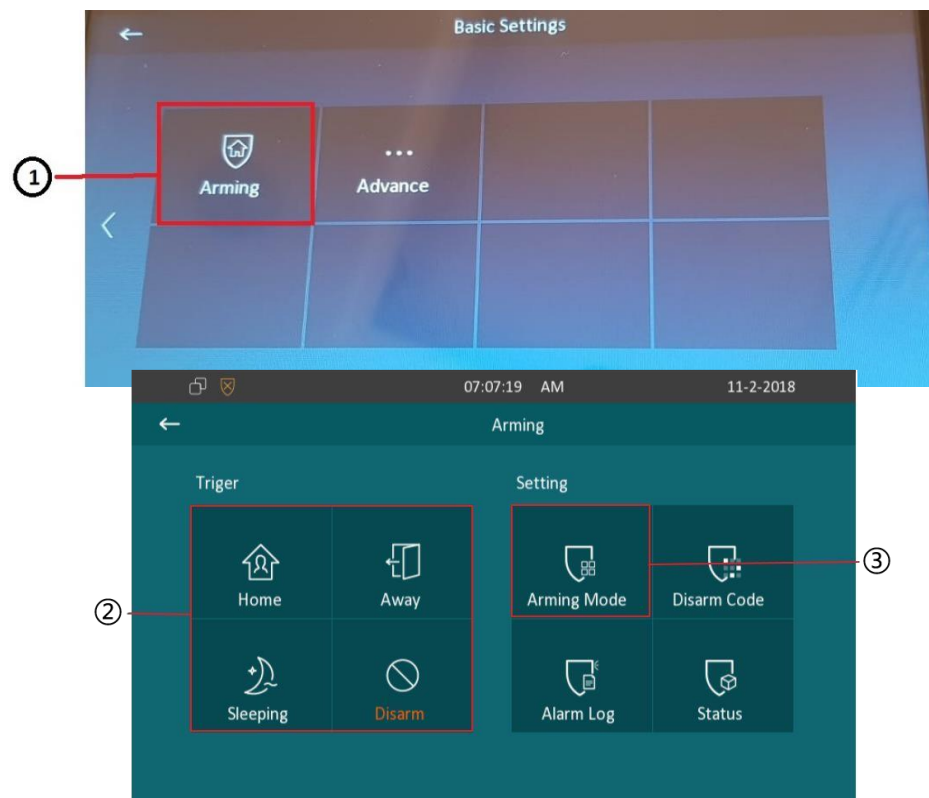 Basic Settings
①
Arming
Advance
07:07:19 AM
11-2-2018
Arming
Triger
Setting
②
Home
Away
Arming Mode
Disarm Code
③
Sleeping
Disarm
Alarm Log
Status